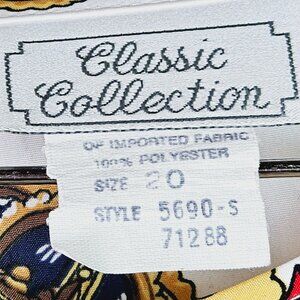 Classic
Collection
OF IMPORTED FABRIC
100% POLYESTER
SIZE 20
STYLE 5690-S
71288